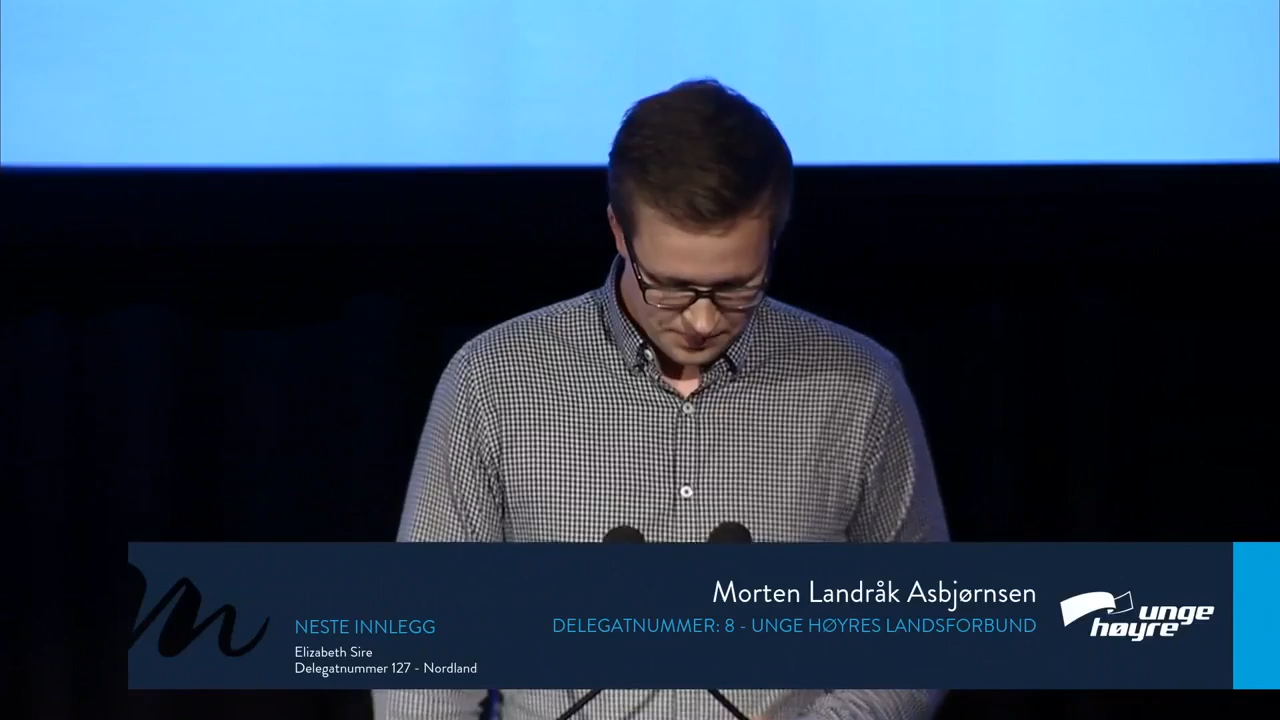 Morten Landråk Asbjørnsen
DELEGATNUMMER: 8 - UNGE HØYRES LANDSFORBUND
unge
høyre
NESTE INNLEGG
Elizabeth Sire
Delegatnummer 127 - Nordland